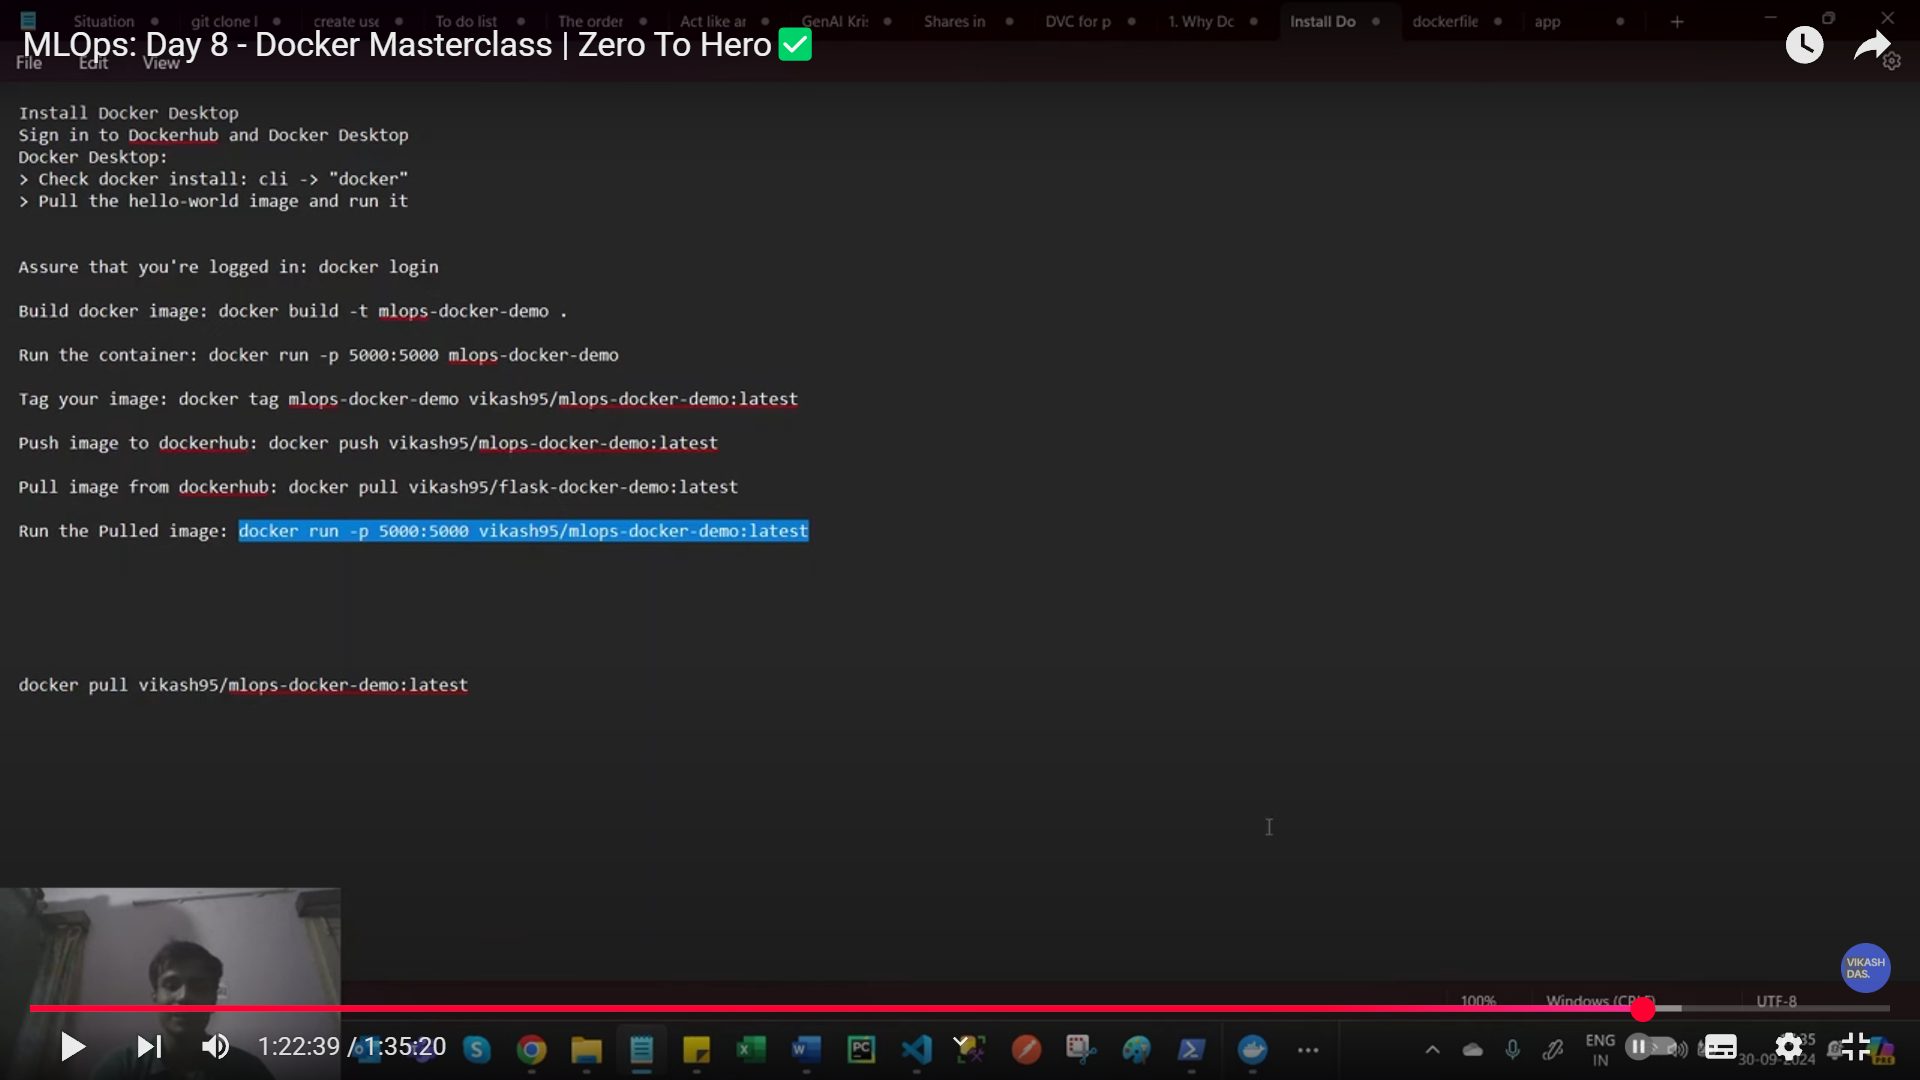 Situation
git clone l
create use
To do list
The order
Act like ar
GenAI Kri
Shares in
DVC for p
1. Why Dc
Install Do
dockerfile
app
MLOps: Day 8 - Docker Masterclass | Zero To Hero✅
File Edit View
Install Docker Desktop
Sign in to Dockerhub and Docker Desktop
Docker Desktop:
> Check docker install: cli -> "docker"
> Pull the hello-world image and run it
Assure that you're logged in: docker login
Build docker image: docker build -t mlops-docker-demo .
Run the container: docker run -p 5000:5000 mlops-docker-demo
Tag your image: docker tag mlops-docker-demo vikash95/mlops-docker-demo:latest
Push image to dockerhub: docker push vikash95/mlops-docker-demo:latest
Pull image from dockerhub: docker pull vikash95/flask-docker-demo:latest
Run the Pulled image: docker run -p 5000:5000 vikash95/mlops-docker-demo:latest
docker pull vikash95/mlops-docker-demo:latest
VIKASH
DAS.
100% Windows (CRLF) UTF-8
1:22:39 / 1:35:20
ENG
IN
30-09-2024